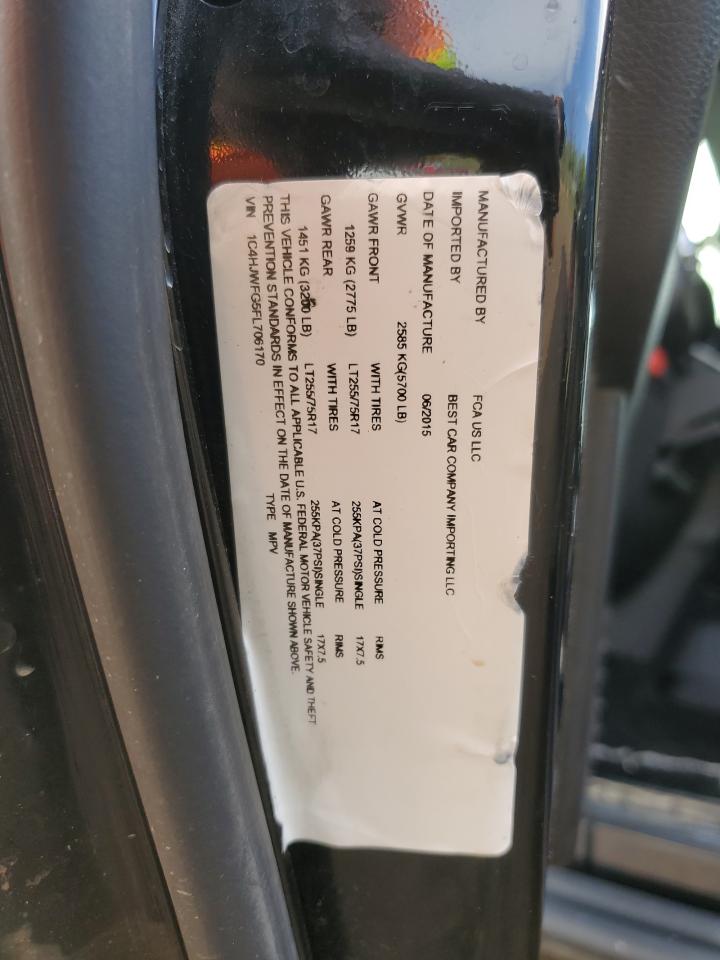 MANUFACTURED BY FCA US LLC
IMPORTED BY BEST CAR COMPANY IMPORTING LLC
DATE OF MANUFACTURE 06/2015
GVWR 2585 KG(5700 LB)
GAWR FRONT WITH TIRES AT COLD PRESSURE RIMS
1259 KG (2775 LB) LT255/75R17 255KPA(37PSI)SINGLE 17X7.5
GAWR REAR WITH TIRES AT COLD PRESSURE RIMS
1451 KG (3200 LB) LT255/75R17 255KPA(37PSI)SINGLE 17X7.5
THIS VEHICLE CONFORMS TO ALL APPLICABLE U.S. FEDERAL MOTOR VEHICLE SAFETY AND THEFT
PREVENTION STANDARDS IN EFFECT ON THE DATE OF MANUFACTURE SHOWN ABOVE.
VIN 1C4HJWFG5FL706170 TYPE MPV